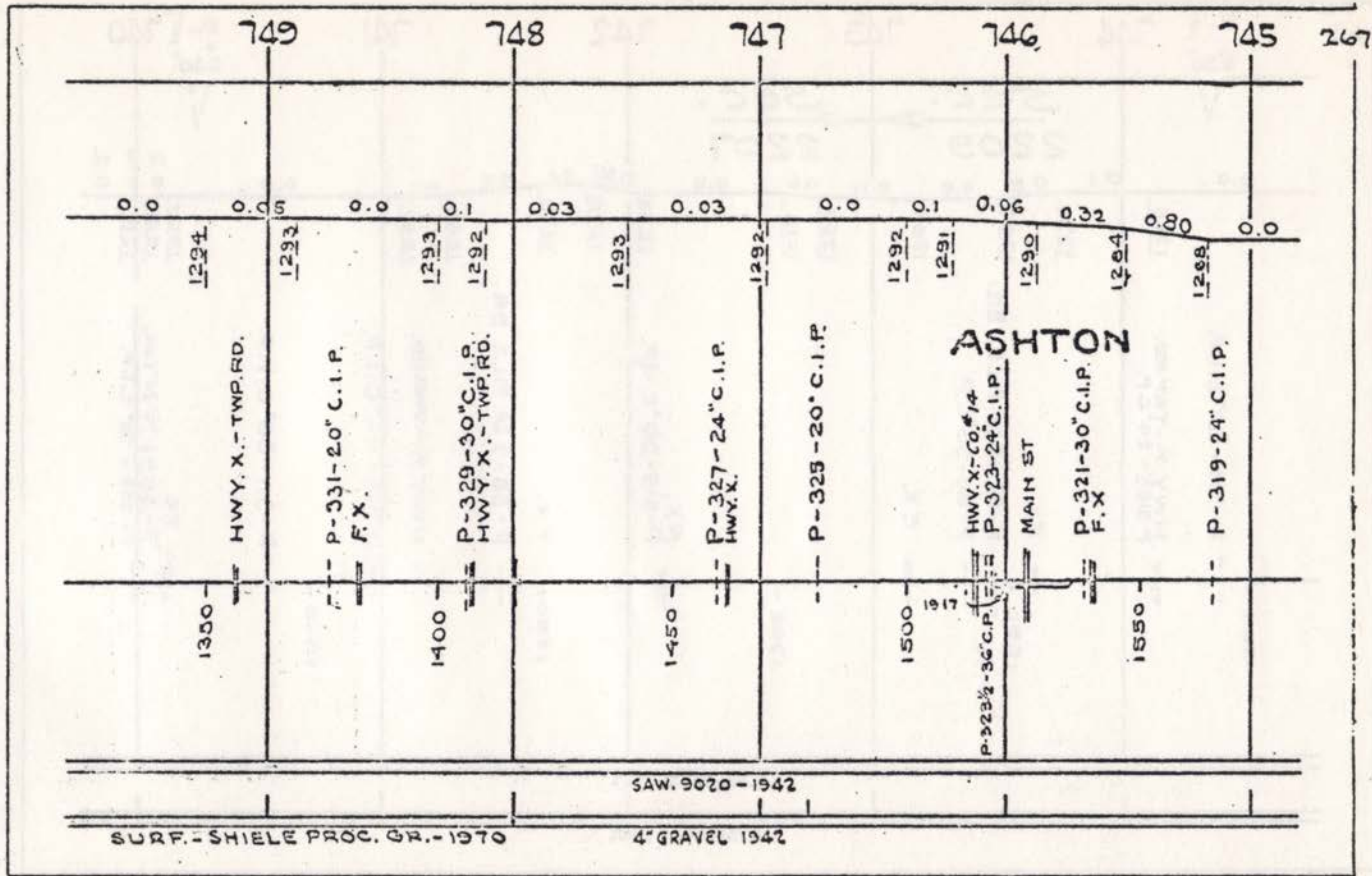 749 748 747 746 745 267
0.0 0.05 0.0 0.1 0.03 0.03 0.0 0.1 0.06 0.32 0.80 0.0
1294 1293 1293 1292 1293 1292 1292 1291 1290 1284 1268
ASHTON
HWY. X. - TWP. RD.
P-331-20" C.I.P.
F.X.
P-329-30" C.I.P.
HWY. X. - TWP. RD.
P-327-24" C.I.P.
HWY. X.
P-325-20" C.I.P.
HWY. X. - CO. #14
P-323-24" C.I.P.
MAIN ST
P-321-30" C.I.P.
F.X
P-319-24" C.I.P.
1350 1400 1450 1500 1550
1917
P-323½-36" C.P.
SAW. 9020-1942
SURF.-SHIELE PROC. GR.-1970 4" GRAVEL 1942